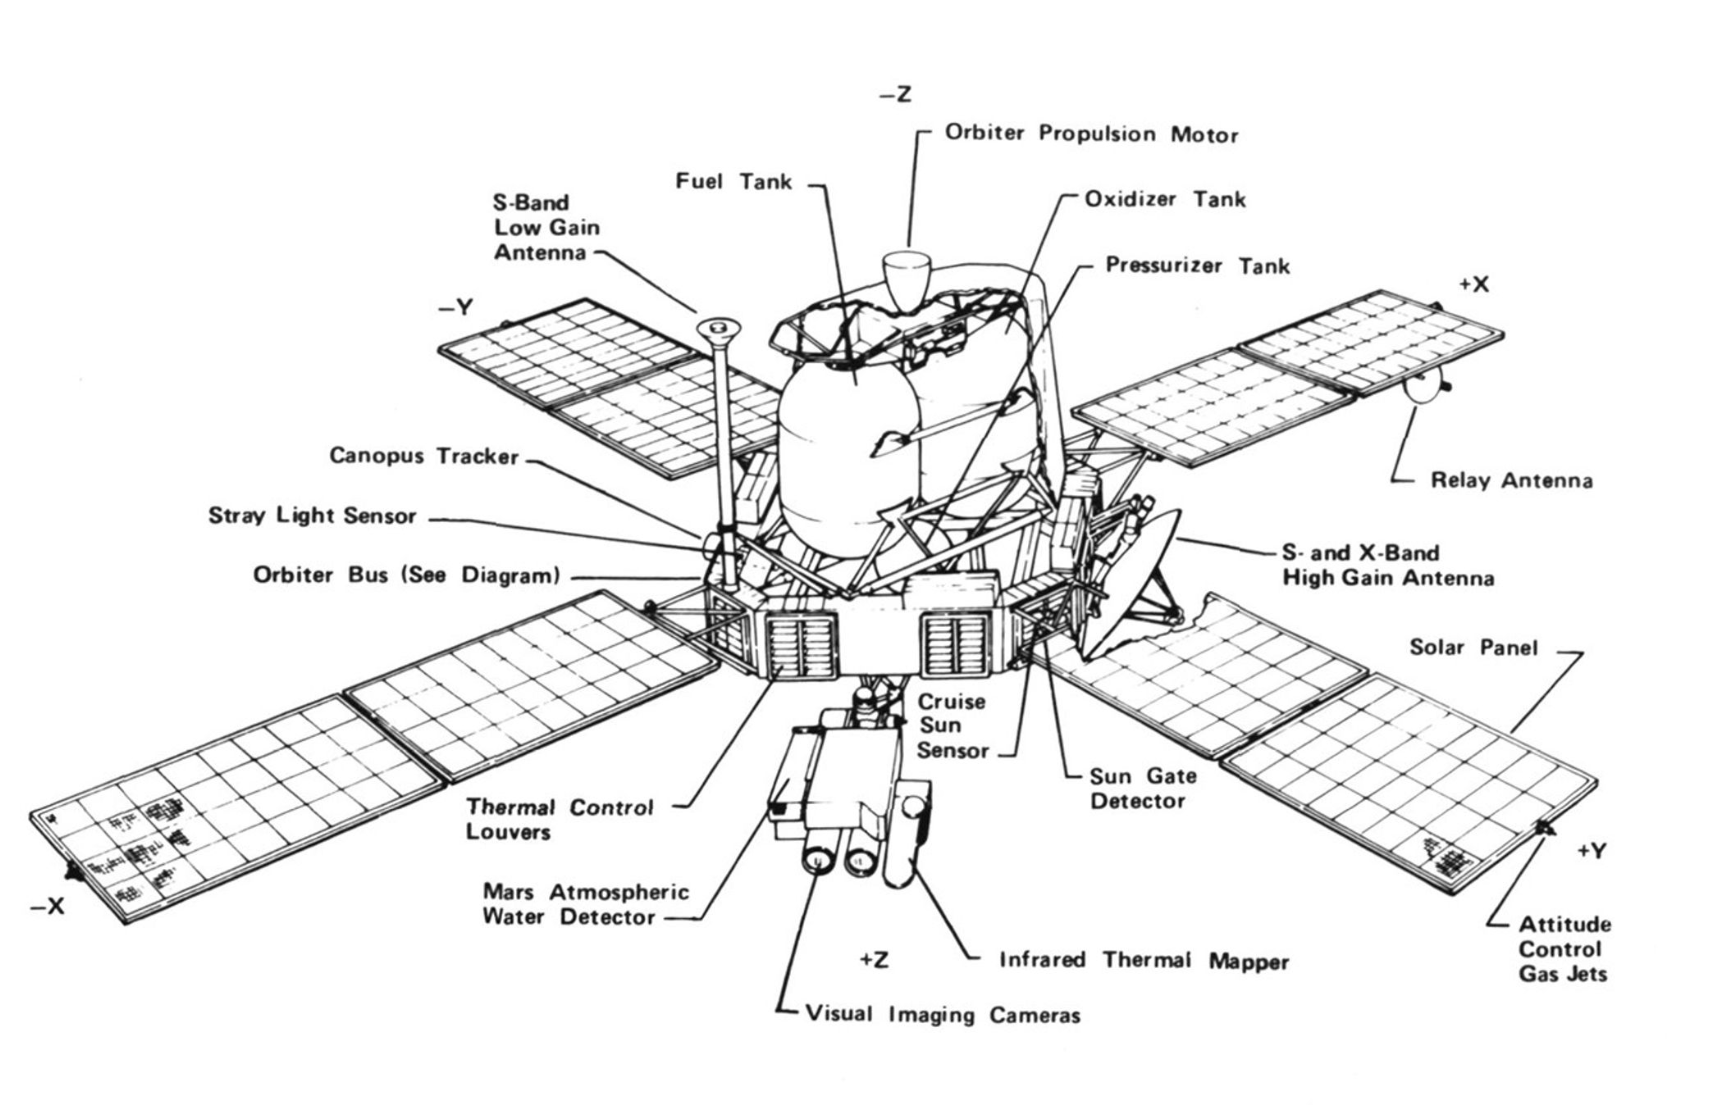 –Z
Orbiter Propulsion Motor
Fuel Tank
Oxidizer Tank
S-Band
Low Gain
Antenna
Pressurizer Tank
–Y
+X
Canopus Tracker
Relay Antenna
Stray Light Sensor
S- and X-Band
High Gain Antenna
Orbiter Bus (See Diagram)
Solar Panel
Cruise
Sun
Sensor
Sun Gate
Detector
Thermal Control
Louvers
+Y
Mars Atmospheric
Water Detector
–X
Attitude
Control
Gas Jets
+Z
Infrared Thermal Mapper
Visual Imaging Cameras